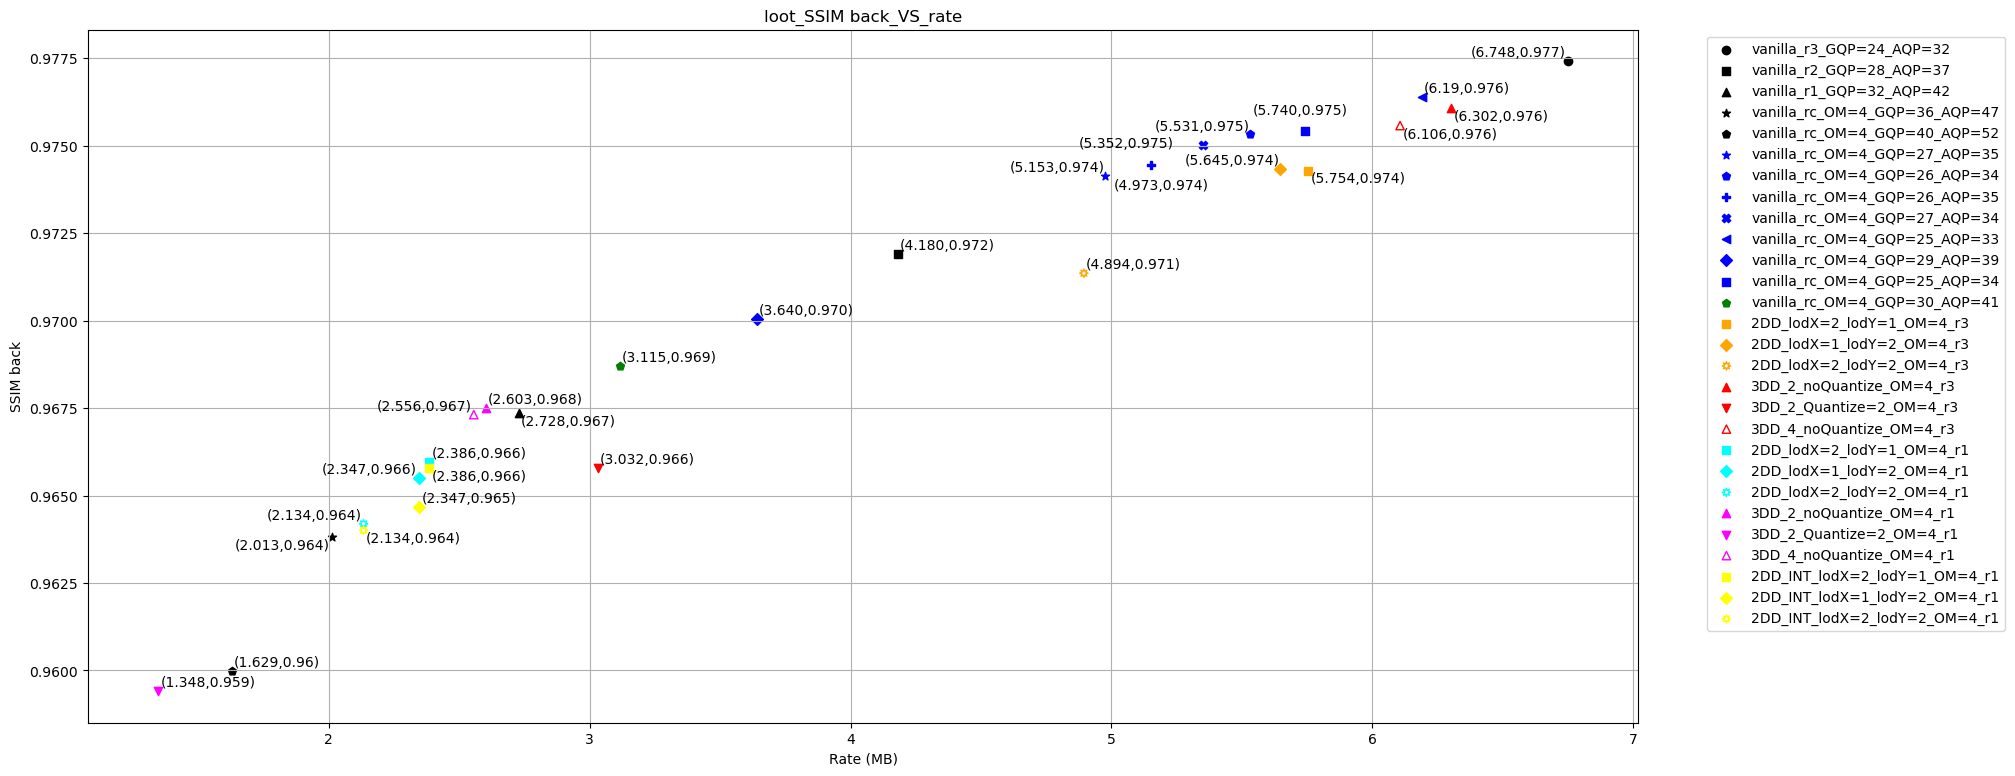 loot_SSIM back_VS_rate
0.9775
0.9750
0.9725
0.9700
0.9675
0.9650
0.9625
0.9600
SSIM back
(6.748,0.977)
(6.19,0.976)
(6.302,0.976)
(6.106,0.976)
(5.740,0.975)
(5.531,0.975)
(5.352,0.975)
(5.645,0.974)
(5.153,0.974)
(4.973,0.974)
(5.754,0.974)
(4.180,0.972)
(4.894,0.971)
(3.640,0.970)
(3.115,0.969)
(2.603,0.968)
(2.556,0.967)
(2.728,0.967)
(2.386,0.966)
(3.032,0.966)
(2.347,0.966)
(2.386,0.966)
(2.347,0.965)
(2.134,0.964)
(2.134,0.964)
(2.013,0.964)
(1.629,0.96)
(1.348,0.959)
2
3
4
5
6
7
Rate (MB)
vanilla_r3_GQP=24_AQP=32
vanilla_r2_GQP=28_AQP=37
vanilla_r1_GQP=32_AQP=42
vanilla_rc_OM=4_GQP=36_AQP=47
vanilla_rc_OM=4_GQP=40_AQP=52
vanilla_rc_OM=4_GQP=27_AQP=35
vanilla_rc_OM=4_GQP=26_AQP=34
vanilla_rc_OM=4_GQP=26_AQP=35
vanilla_rc_OM=4_GQP=27_AQP=34
vanilla_rc_OM=4_GQP=25_AQP=33
vanilla_rc_OM=4_GQP=29_AQP=39
vanilla_rc_OM=4_GQP=25_AQP=34
vanilla_rc_OM=4_GQP=30_AQP=41
2DD_lodX=2_lodY=1_OM=4_r3
2DD_lodX=1_lodY=2_OM=4_r3
2DD_lodX=2_lodY=2_OM=4_r3
3DD_2_noQuantize_OM=4_r3
3DD_2_Quantize=2_OM=4_r3
3DD_4_noQuantize_OM=4_r3
2DD_lodX=2_lodY=1_OM=4_r1
2DD_lodX=1_lodY=2_OM=4_r1
2DD_lodX=2_lodY=2_OM=4_r1
3DD_2_noQuantize_OM=4_r1
3DD_2_Quantize=2_OM=4_r1
3DD_4_noQuantize_OM=4_r1
2DD_INT_lodX=2_lodY=1_OM=4_r1
2DD_INT_lodX=1_lodY=2_OM=4_r1
2DD_INT_lodX=2_lodY=2_OM=4_r1